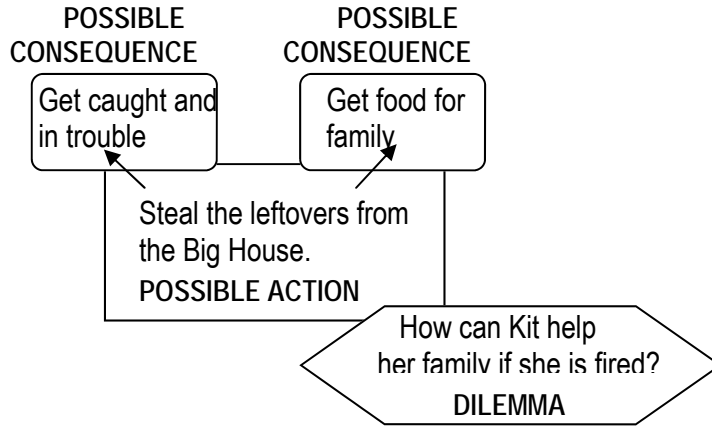 POSSIBLE
CONSEQUENCE
POSSIBLE
CONSEQUENCE
Get caught and
in trouble
Get food for
family
Steal the leftovers from
the Big House.
POSSIBLE ACTION
How can Kit help
her family if she is fired?
DILEMMA